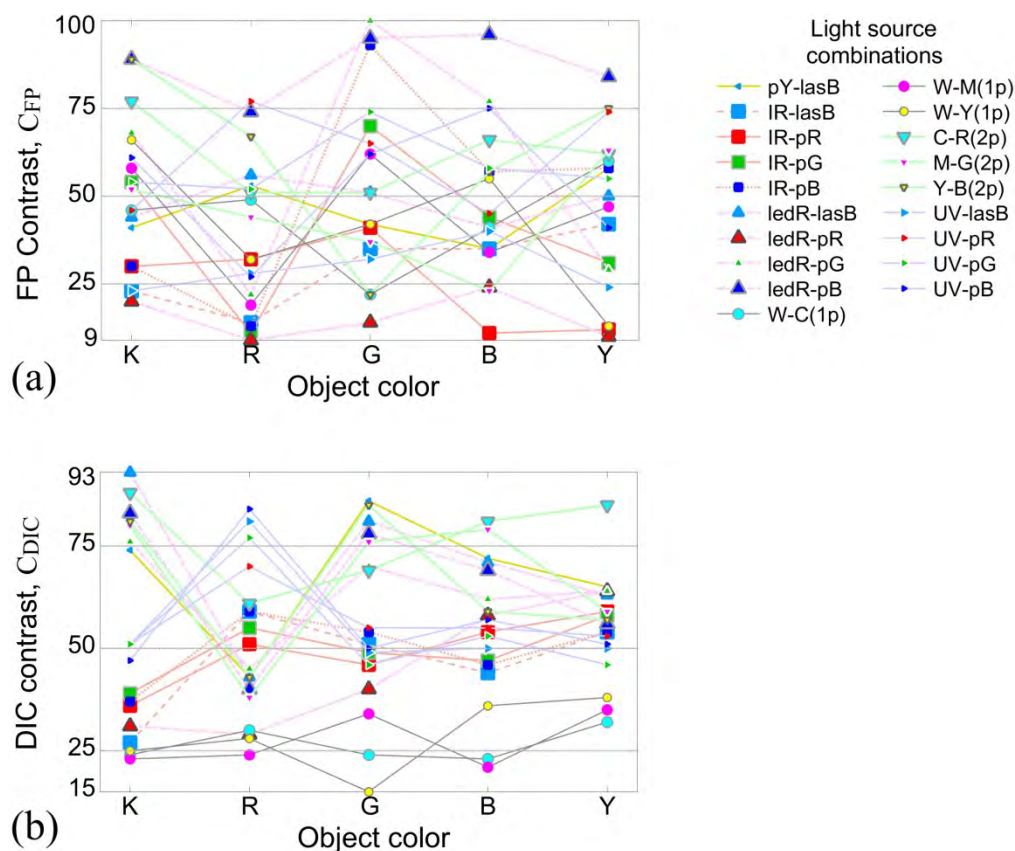 100
75
50
25
9
FP Contrast, CFP
K R G B Y
Object color
(a)
Light source
combinations
pY-lasB
IR-lasB
IR-pR
IR-pG
IR-pB
ledR-lasB
ledR-pR
ledR-pG
ledR-pB
W-C(1p)
W-M(1p)
W-Y(1p)
C-R(2p)
M-G(2p)
Y-B(2p)
UV-lasB
UV-pR
UV-pG
UV-pB
93
75
50
25
15
DIC contrast, CDIC
K R G B Y
Object color
(b)